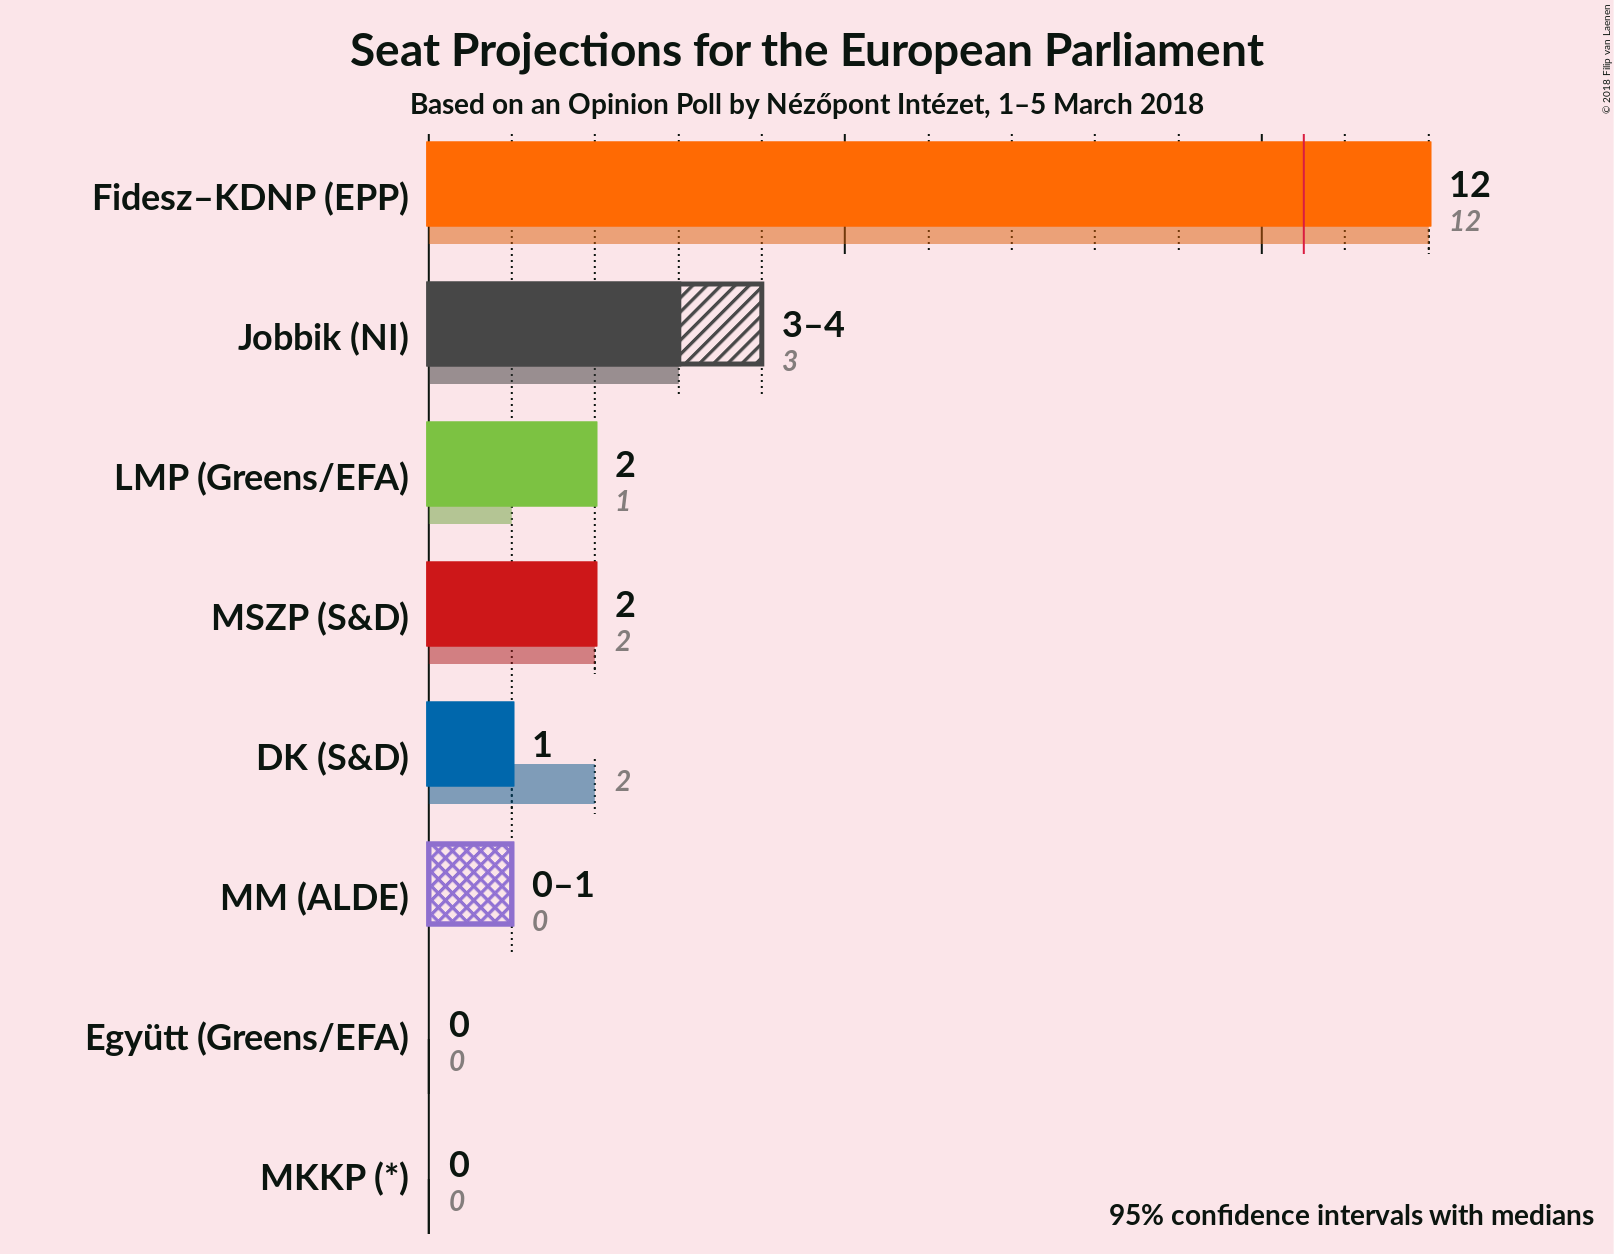 Seat Projections for the European Parliament
Based on an Opinion Poll by Nézőpont Intézet, 1–5 March 2018
© 2018 Filip van Laenen
Fidesz–KDNP (EPP)
12
12
Jobbik (NI)
3–4
3
LMP (Greens/EFA)
2
1
MSZP (S&D)
2
2
DK (S&D)
1
2
MM (ALDE)
0–1
0
Együtt (Greens/EFA)
0
0
MKKP (*)
0
0
95% confidence intervals with medians